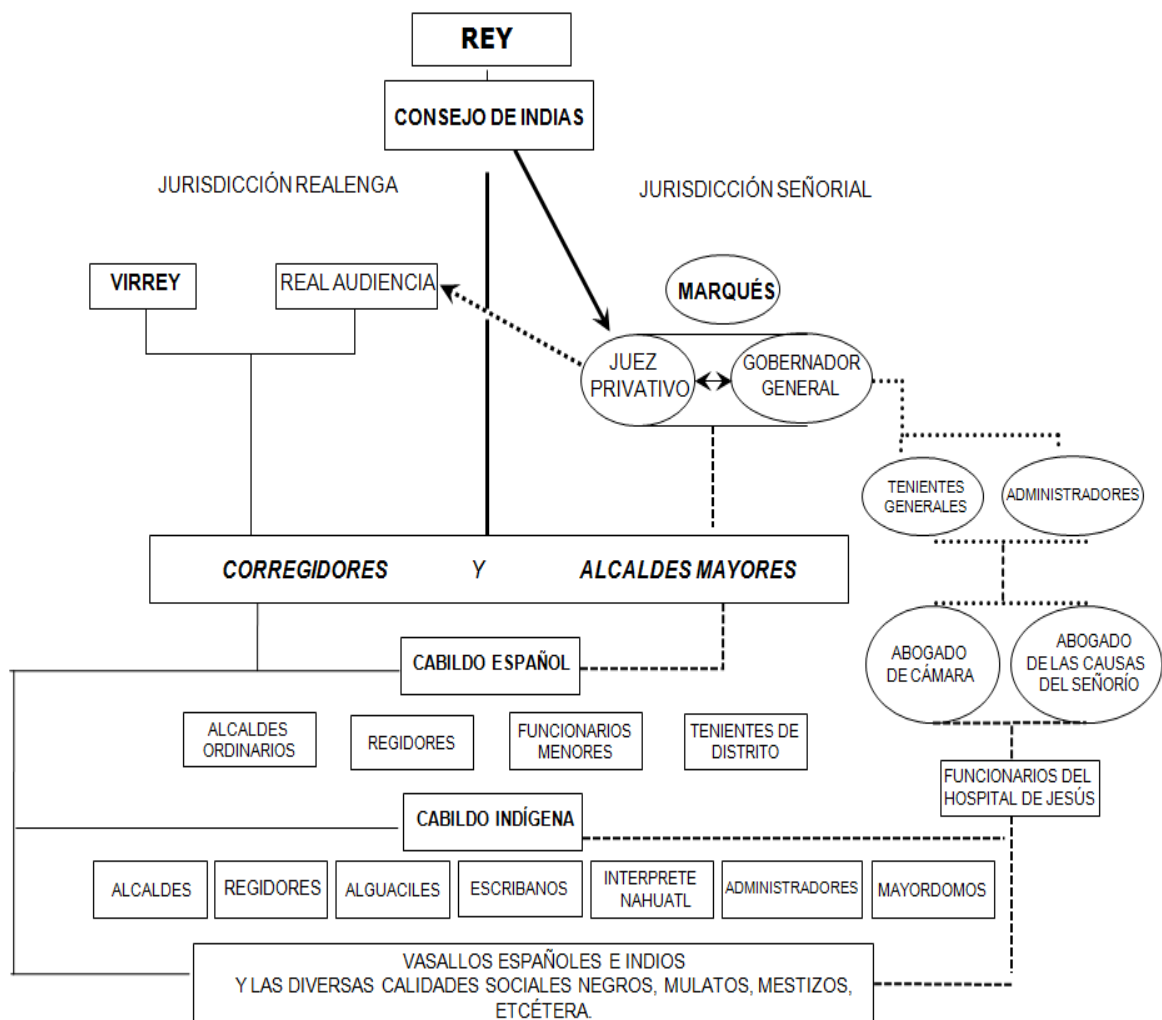 REY
CONSEJO DE INDIAS
JURISDICCIÓN REALENGA
JURISDICCIÓN SEÑORIAL
VIRREY
REAL AUDIENCIA
MARQUÉS
JUEZ
PRIVATIVO
GOBERNADOR
GENERAL
TENIENTES
GENERALES
ADMINISTRADORES
CORREGIDORES Y ALCALDES MAYORES
ABOGADO
DE CÁMARA
ABOGADO
DE LAS CAUSAS
DEL SEÑORÍO
CABILDO ESPAÑOL
ALCALDES
ORDINARIOS
REGIDORES
FUNCIONARIOS
MENORES
TENIENTES DE
DISTRITO
FUNCIONARIOS DEL
HOSPITAL DE JESÚS
CABILDO INDÍGENA
ALCALDES
REGIDORES
ALGUACILES
ESCRIBANOS
INTERPRETE
NAHUATL
ADMINISTRADORES
MAYORDOMOS
VASALLOS ESPAÑOLES E INDIOS
Y LAS DIVERSAS CALIDADES SOCIALES NEGROS, MULATOS, MESTIZOS,
ETCÉTERA.